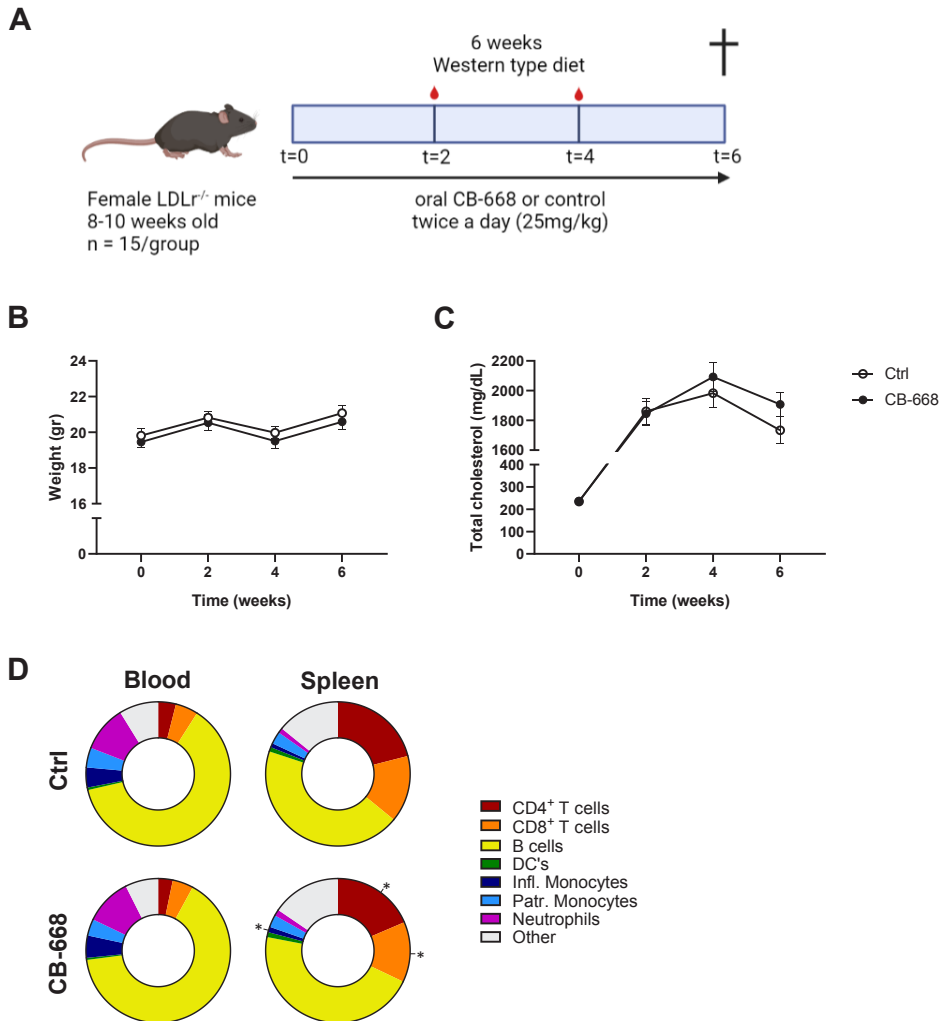 A
6 weeks
Western type diet
t=0
t=2
t=4
t=6
Female LDLr-/- mice
8-10 weeks old
n = 15/group
oral CB-668 or control
twice a day (25mg/kg)
B
24
22
20
18
16
0
Weight (gr)
0
2
4
6
Time (weeks)
C
2200
2000
1800
1600
400
300
200
100
0
Total cholesterol (mg/dL)
0
2
4
6
Time (weeks)
Ctrl
CB-668
D
Blood
Spleen
Ctrl
CB-668
*
*
*
CD4+ T cells
CD8+ T cells
B cells
DC's
Infl. Monocytes
Patr. Monocytes
Neutrophils
Other